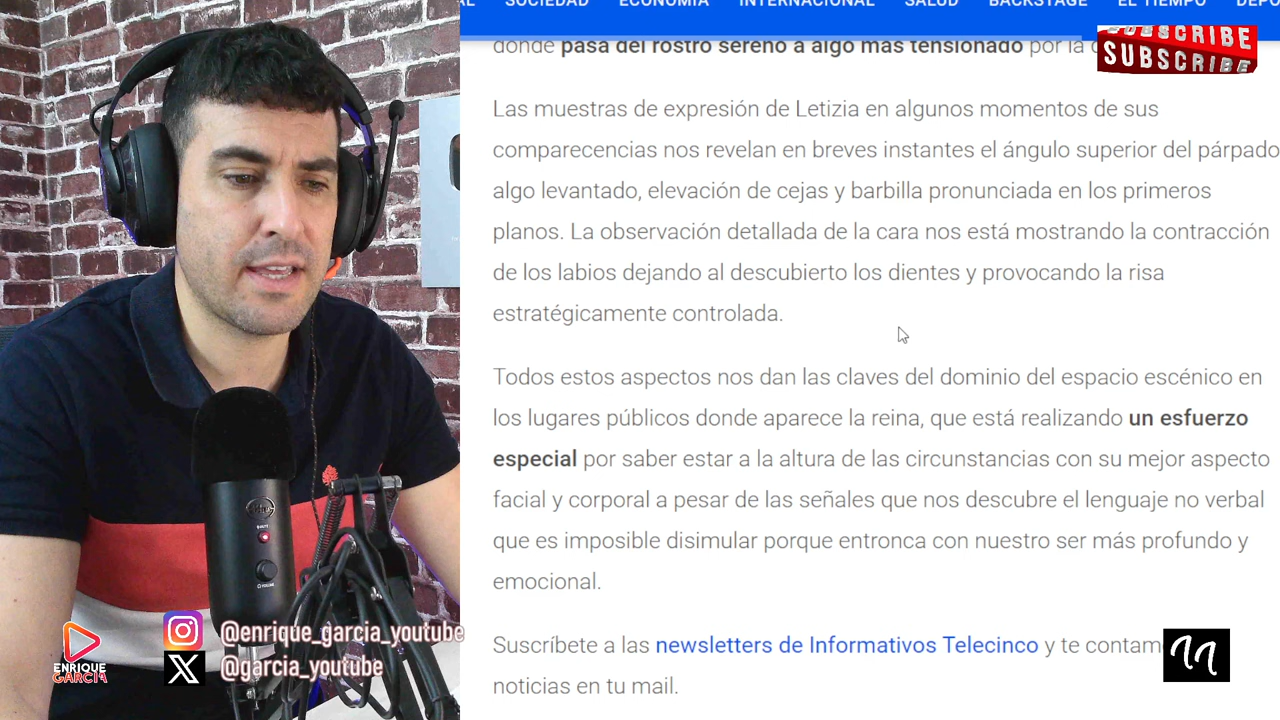 SOCIEDAD ECONOMÍA INTERNACIONAL SALUD BACKSTAGE EL TIEMPO
SUBSCRIBE
SUBSCRIBE
donde pasa del rostro sereno a algo más tensionado por la
Las muestras de expresión de Letizia en algunos momentos de sus
comparecencias nos revelan en breves instantes el ángulo superior del párpado
algo levantado, elevación de cejas y barbilla pronunciada en los primeros
planos. La observación detallada de la cara nos está mostrando la contracción
de los labios dejando al descubierto los dientes y provocando la risa
estratégicamente controlada.
Todos estos aspectos nos dan las claves del dominio del espacio escénico en
los lugares públicos donde aparece la reina, que está realizando un esfuerzo
especial por saber estar a la altura de las circunstancias con su mejor aspecto
facial y corporal a pesar de las señales que nos descubre el lenguaje no verbal
que es imposible disimular porque entronca con nuestro ser más profundo y
emocional.
Suscríbete a las newsletters de Informativos Telecinco y te contam
noticias en tu mail.
@enrique_garcia_youtube
@garcia_youtube
ENRIQUE
GARCIA